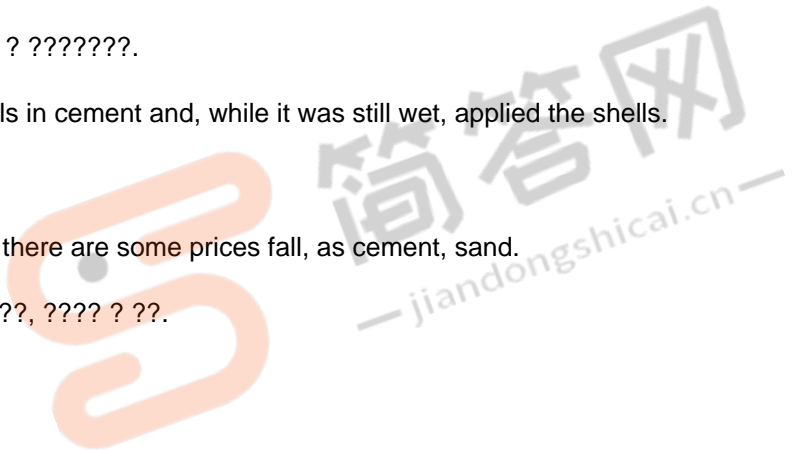 ? ???????.
ls in cement and, while it was still wet, applied the shells.
简答网
jiandongshicai.cn
there are some prices fall, as cement, sand.
??, ???? ? ??.